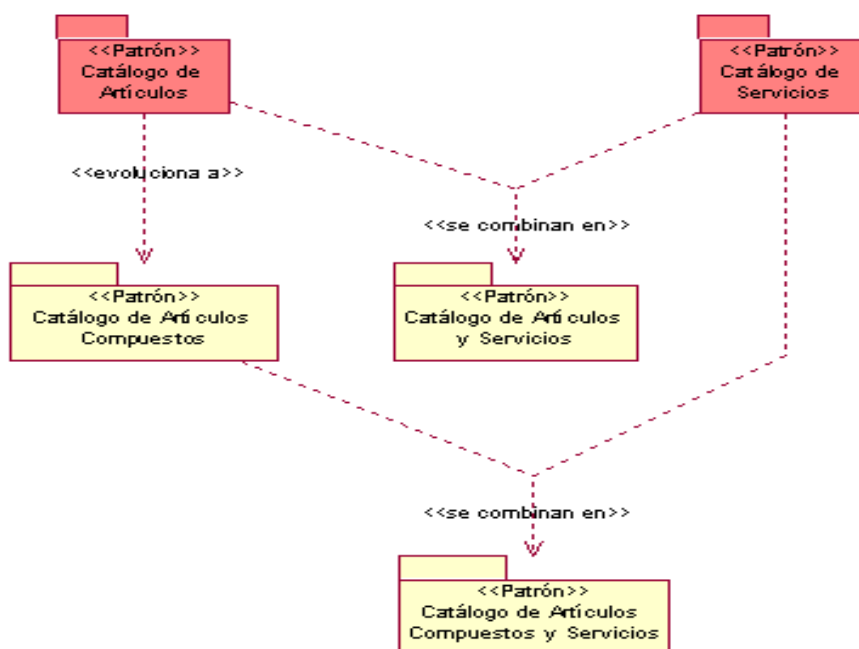 <<Patrón>>
Catálogo de
Artículos
<<Patrón>>
Catálogo de
Servicios
<<evoluciona a>>
<<se combinan en>>
<<Patrón>>
Catálogo de Artículos
Compuestos
<<Patrón>>
Catálogo de Artículos
y Servicios
<<se combinan en>>
<<Patrón>>
Catálogo de Artículos
Compuestos y Servicios